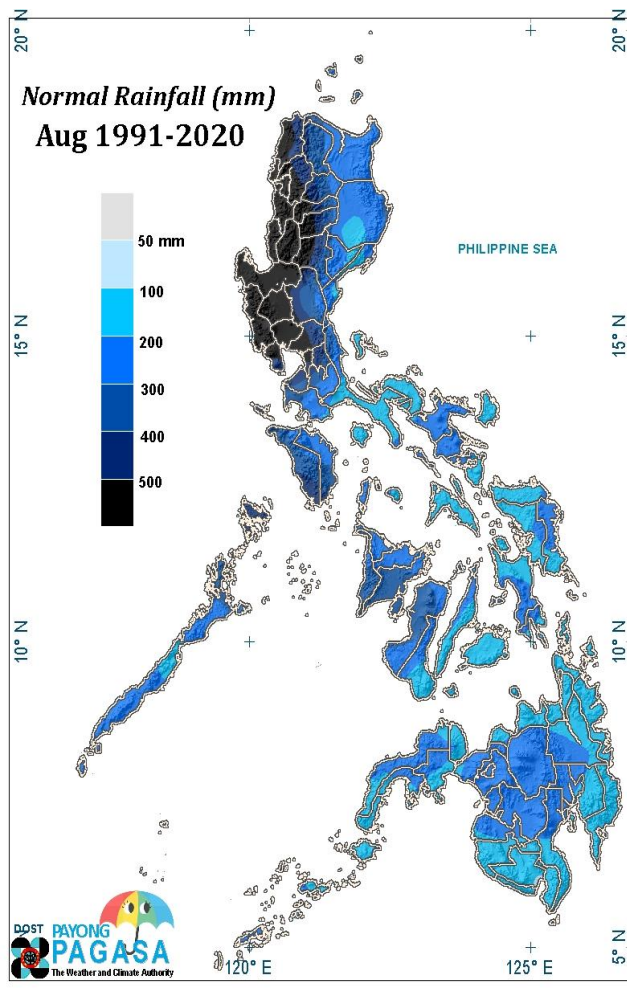 20° N
20° N
Normal Rainfall (mm)
Aug 1991-2020
50 mm
100
200
300
400
500
PHILIPPINE SEA
15° N
15° N
10° N
10° N
DOST
PAYONG
PAGASA
The Weather and Climate Authority
120° E
125° E
5° N